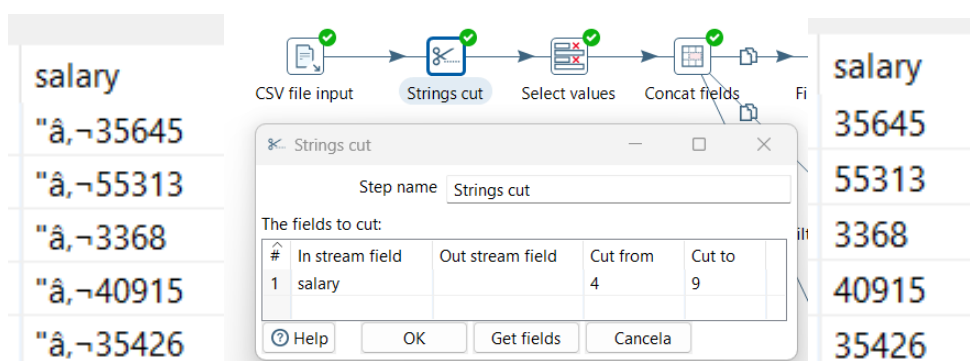 salary
"â‚¬35645
"â‚¬55313
"â‚¬3368
"â‚¬40915
"â‚¬35426
CSV file input
Strings cut
Select values
Concat fields
Fi
Strings cut
Step name
Strings cut
The fields to cut:
# In stream field Out stream field Cut from Cut to
1 salary 4 9
Help OK Get fields Cancela
salary
35645
55313
3368
40915
35426